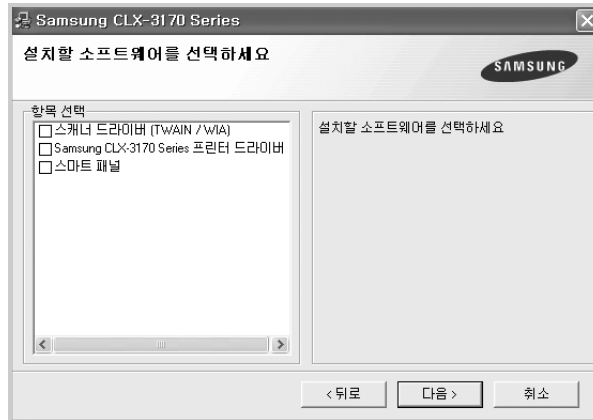 Samsung CLX-3170 Series
설치할 소프트웨어를 선택하세요
SAMSUNG
항목 선택
스캐너 드라이버 (TWAIN / WIA)
Samsung CLX-3170 Series 프린터 드라이버
스마트 패널
설치할 소프트웨어를 선택하세요
< 뒤로
다음 >
취소